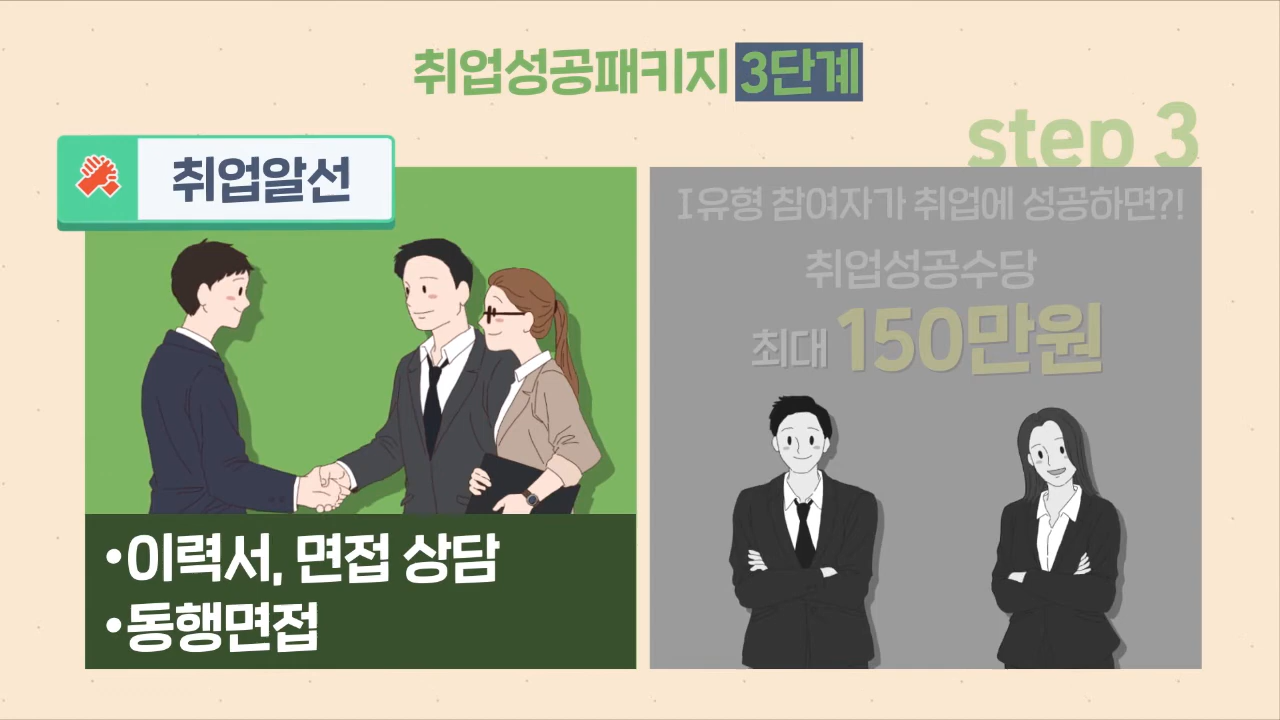 취업성공패키지 3단계
step 3
취업알선
•이력서, 면접 상담
•동행면접
I유형 참여자가 취업에 성공하면?!
취업성공수당
최대 150만원